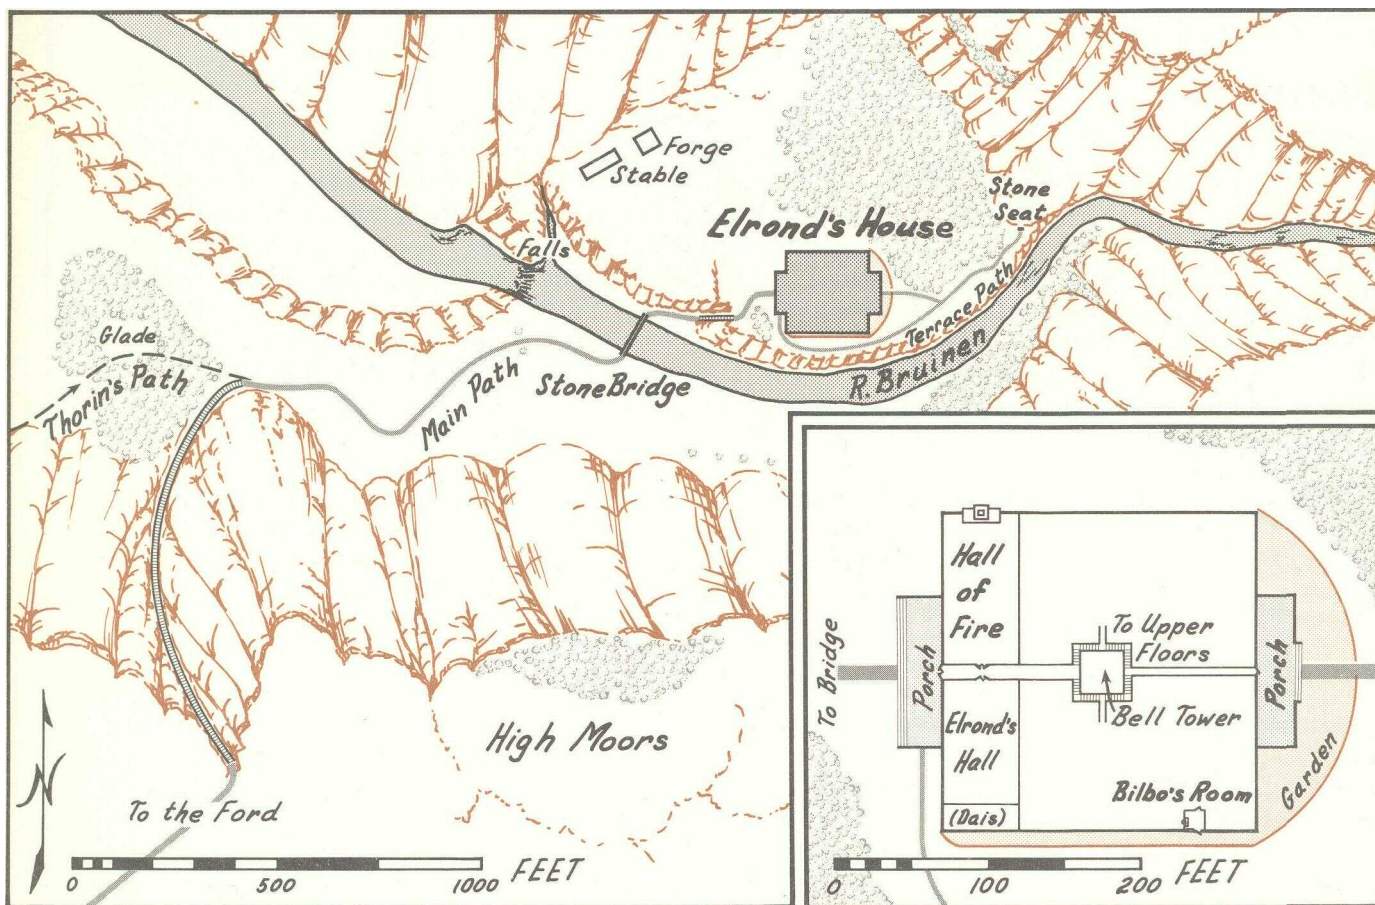 Forge
Stable
Stone
Seat
Elrond's House
Falls
Terrace Path
R. Bruinen
Glade
Thorin's Path
Main Path
Stone Bridge
High Moors
N
To the Ford
0 500 1000 FEET
Hall
of
Fire
To Upper
Floors
To Bridge
Porch
Porch
Elrond's
Hall
Bell Tower
Bilbo's Room
Garden
(Dais)
0 100 200 FEET